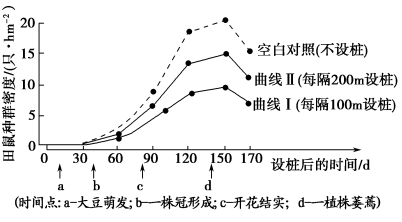 田鼠种群密度/(只·hm⁻²)
20
15
10
5
0
0 30 60 90 120 150 170
空白对照(不设桩)
曲线Ⅱ(每隔200m设桩)
曲线Ⅰ(每隔100m设桩)
设桩后的时间/d
a b c d
(时间点:a-大豆萌发;b-株冠形成;c-开花结实; d-植株萎蔫)